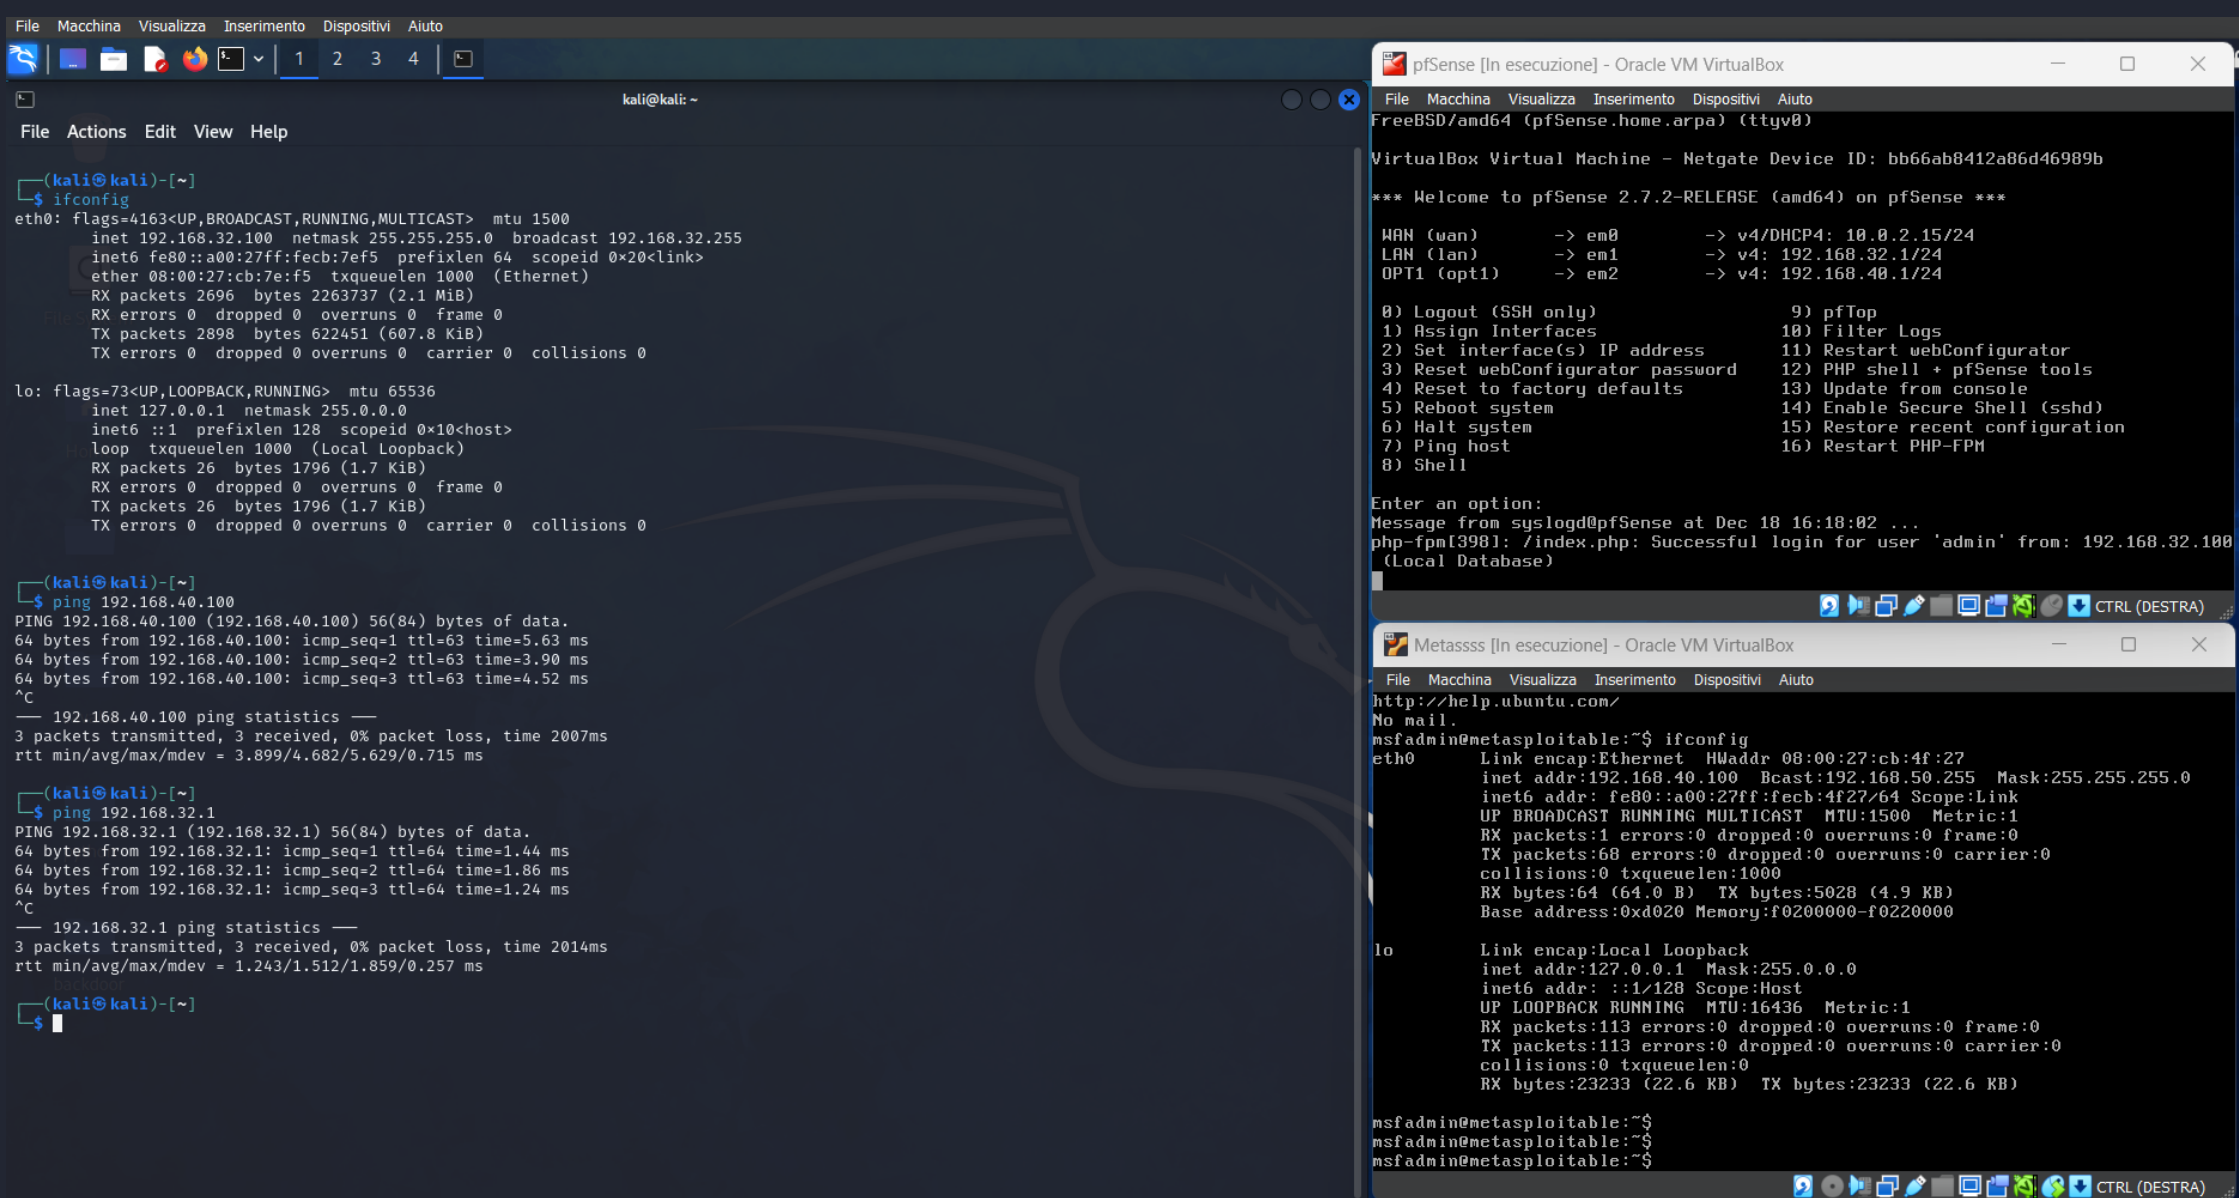 File Macchina Visualizza Inserimento Dispositivi Aiuto
1 2 3 4
kali@kali: ~
File Actions Edit View Help
┌──(kali㉿kali)-[~]
└─$ ifconfig
eth0: flags=4163<UP,BROADCAST,RUNNING,MULTICAST> mtu 1500
inet 192.168.32.100 netmask 255.255.255.0 broadcast 192.168.32.255
inet6 fe80::a00:27ff:fecb:7ef5 prefixlen 64 scopeid 0×20<link>
ether 08:00:27:cb:7e:f5 txqueuelen 1000 (Ethernet)
RX packets 2696 bytes 2263737 (2.1 MiB)
RX errors 0 dropped 0 overruns 0 frame 0
TX packets 2898 bytes 622451 (607.8 KiB)
TX errors 0 dropped 0 overruns 0 carrier 0 collisions 0
lo: flags=73<UP,LOOPBACK,RUNNING> mtu 65536
inet 127.0.0.1 netmask 255.0.0.0
inet6 ::1 prefixlen 128 scopeid 0×10<host>
loop txqueuelen 1000 (Local Loopback)
RX packets 26 bytes 1796 (1.7 KiB)
RX errors 0 dropped 0 overruns 0 frame 0
TX packets 26 bytes 1796 (1.7 KiB)
TX errors 0 dropped 0 overruns 0 carrier 0 collisions 0
┌──(kali㉿kali)-[~]
└─$ ping 192.168.40.100
PING 192.168.40.100 (192.168.40.100) 56(84) bytes of data.
64 bytes from 192.168.40.100: icmp_seq=1 ttl=63 time=5.63 ms
64 bytes from 192.168.40.100: icmp_seq=2 ttl=63 time=3.90 ms
64 bytes from 192.168.40.100: icmp_seq=3 ttl=63 time=4.52 ms
^C
--- 192.168.40.100 ping statistics ---
3 packets transmitted, 3 received, 0% packet loss, time 2007ms
rtt min/avg/max/mdev = 3.899/4.682/5.629/0.715 ms
┌──(kali㉿kali)-[~]
└─$ ping 192.168.32.1
PING 192.168.32.1 (192.168.32.1) 56(84) bytes of data.
64 bytes from 192.168.32.1: icmp_seq=1 ttl=64 time=1.44 ms
64 bytes from 192.168.32.1: icmp_seq=2 ttl=64 time=1.86 ms
64 bytes from 192.168.32.1: icmp_seq=3 ttl=64 time=1.24 ms
^C
--- 192.168.32.1 ping statistics ---
3 packets transmitted, 3 received, 0% packet loss, time 2014ms
rtt min/avg/max/mdev = 1.243/1.512/1.859/0.257 ms
backdoor
┌──(kali㉿kali)-[~]
└─$
pfSense [In esecuzione] - Oracle VM VirtualBox
File Macchina Visualizza Inserimento Dispositivi Aiuto
FreeBSD/amd64 (pfSense.home.arpa) (ttyv0)
VirtualBox Virtual Machine - Netgate Device ID: bb66ab8412a86d46989b
*** Welcome to pfSense 2.7.2-RELEASE (amd64) on pfSense ***
WAN (wan) -> em0 -> v4/DHCP4: 10.0.2.15/24
LAN (lan) -> em1 -> v4: 192.168.32.1/24
OPT1 (opt1) -> em2 -> v4: 192.168.40.1/24
0) Logout (SSH only) 9) pfTop
1) Assign Interfaces 10) Filter Logs
2) Set interface(s) IP address 11) Restart webConfigurator
3) Reset webConfigurator password 12) PHP shell + pfSense tools
4) Reset to factory defaults 13) Update from console
5) Reboot system 14) Enable Secure Shell (sshd)
6) Halt system 15) Restore recent configuration
7) Ping host 16) Restart PHP-FPM
8) Shell
Enter an option:
Message from syslogd@pfSense at Dec 18 16:18:02 ...
php-fpm[398]: /index.php: Successful login for user 'admin' from: 192.168.32.100
(Local Database)
CTRL (DESTRA)
Metassss [In esecuzione] - Oracle VM VirtualBox
File Macchina Visualizza Inserimento Dispositivi Aiuto
http://help.ubuntu.com/
No mail.
msfadmin@metasploitable:~$ ifconfig
eth0 Link encap:Ethernet HWaddr 08:00:27:cb:4f:27
inet addr:192.168.40.100 Bcast:192.168.50.255 Mask:255.255.255.0
inet6 addr: fe80::a00:27ff:fecb:4f27/64 Scope:Link
UP BROADCAST RUNNING MULTICAST MTU:1500 Metric:1
RX packets:1 errors:0 dropped:0 overruns:0 frame:0
TX packets:68 errors:0 dropped:0 overruns:0 carrier:0
collisions:0 txqueuelen:1000
RX bytes:64 (64.0 B) TX bytes:5028 (4.9 KB)
Base address:0xd020 Memory:f0200000-f0220000
lo Link encap:Local Loopback
inet addr:127.0.0.1 Mask:255.0.0.0
inet6 addr: ::1/128 Scope:Host
UP LOOPBACK RUNNING MTU:16436 Metric:1
RX packets:113 errors:0 dropped:0 overruns:0 frame:0
TX packets:113 errors:0 dropped:0 overruns:0 carrier:0
collisions:0 txqueuelen:0
RX bytes:23233 (22.6 KB) TX bytes:23233 (22.6 KB)
msfadmin@metasploitable:~$
msfadmin@metasploitable:~$
msfadmin@metasploitable:~$
CTRL (DESTRA)